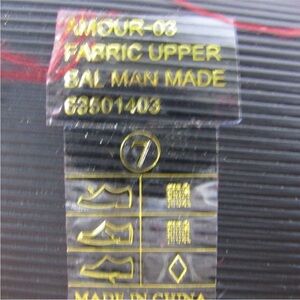 AMOUR-03
FABRIC UPPER
BAL MAN MADE
63501403
7
MADE IN CHINA